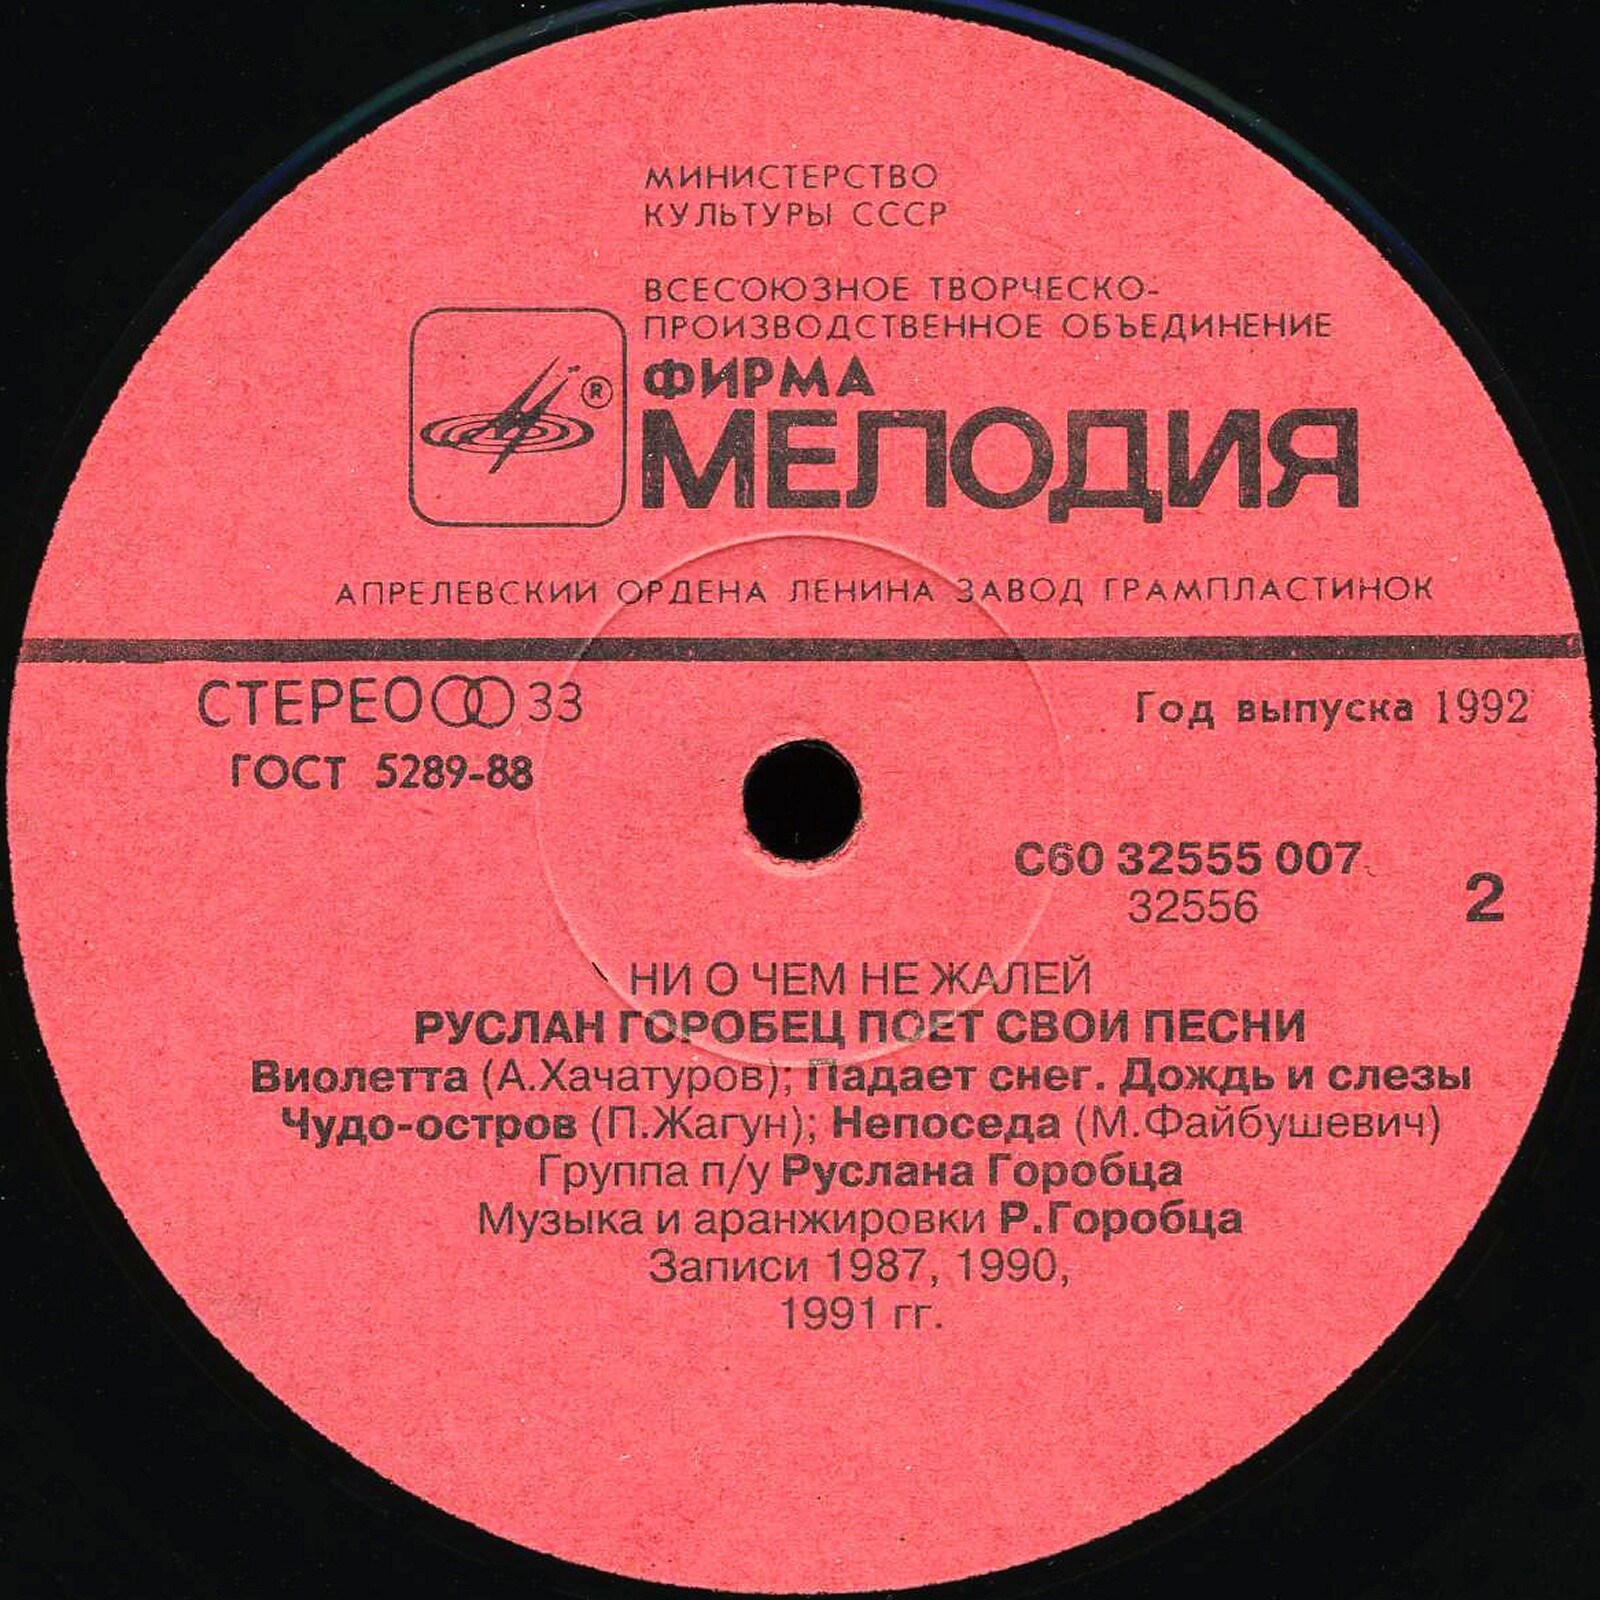 МИНИСТЕРСТВО
КУЛЬТУРЫ СССР
ВСЕСОЮЗНОЕ ТВОРЧЕСКО-
ПРОИЗВОДСТВЕННОЕ ОБЪЕДИНЕНИЕ
ФИРМА
МЕЛОДИЯ
®
АПРЕЛЕВСКИЙ ОРДЕНА ЛЕНИНА ЗАВОД ГРАМПЛАСТИНОК
СТЕРЕО 33
Год выпуска 1992
ГОСТ 5289-88
С60 32555 007
32556
2
НИ О ЧЕМ НЕ ЖАЛЕЙ
РУСЛАН ГОРОБЕЦ ПОЕТ СВОИ ПЕСНИ
Виолетта (А.Хачатуров); Падает снег. Дождь и слезы
Чудо-остров (П.Жагун); Непоседа (М.Файбушевич)
Группа п/у Руслана Горобца
Музыка и аранжировки Р.Горобца
Записи 1987, 1990,
1991 гг.